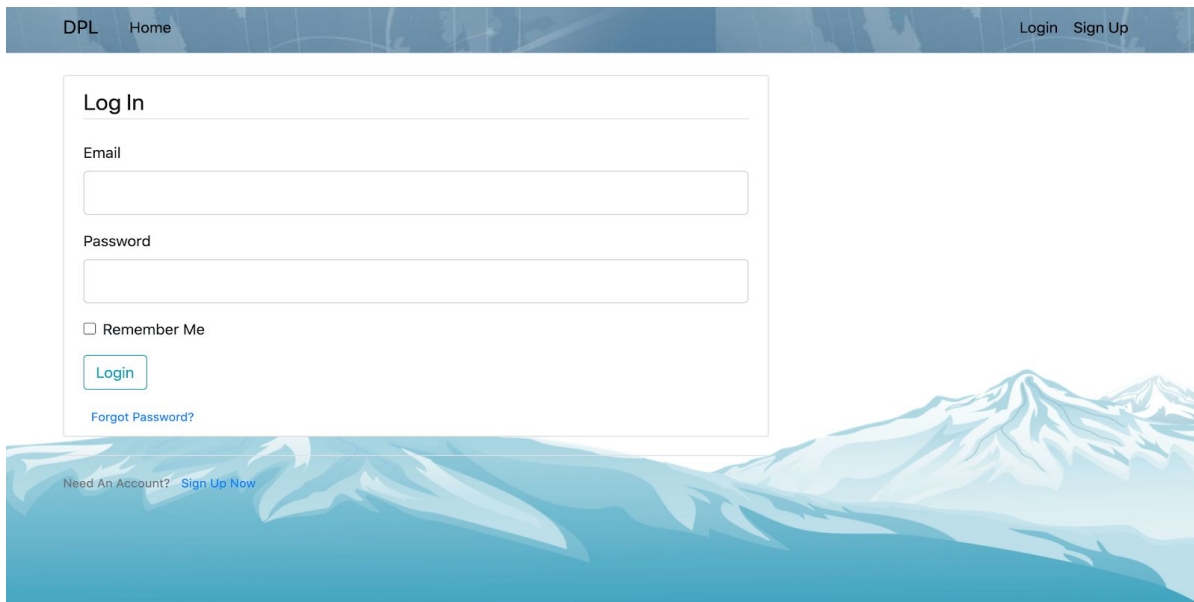 DPL Home Login Sign Up
Log In
Email
Password
Remember Me
Login
Forgot Password?
Need An Account? Sign Up Now